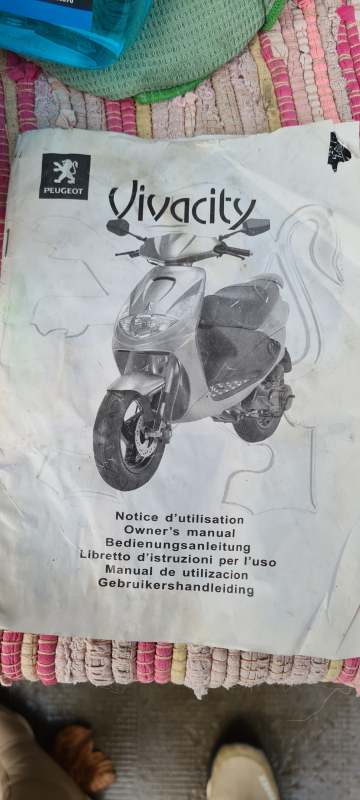 PEUGEOT
Vivacity
Notice d'utilisation
Owner's manual
Bedienungsanleitung
Libretto d'istruzioni per l'uso
Manual de utilizacion
Gebruikershandleiding